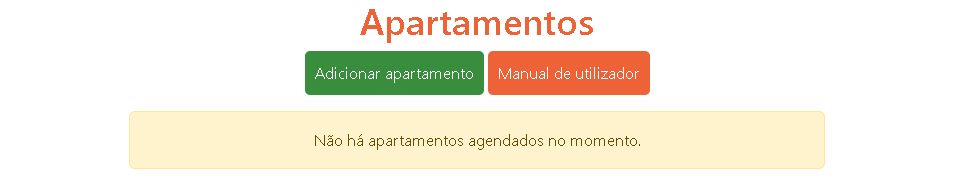 Apartamentos
Adicionar apartamento Manual de utilizador
Não há apartamentos agendados no momento.